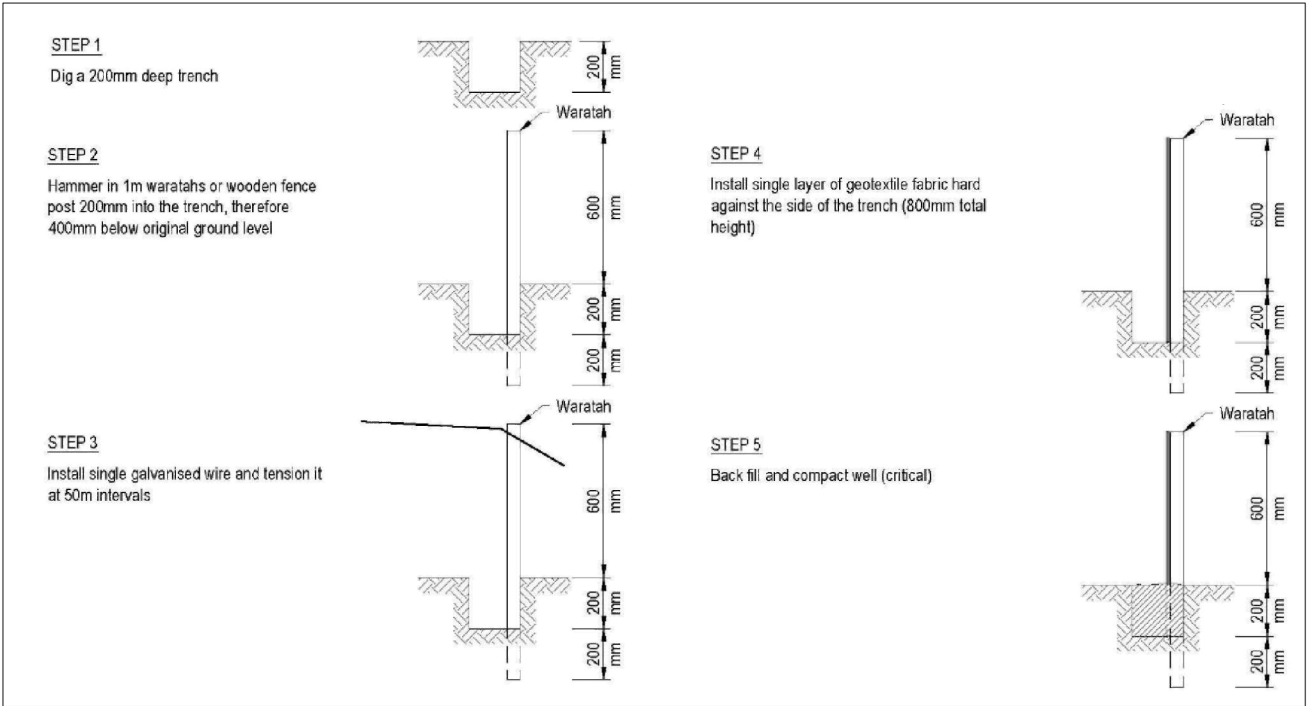 STEP 1
Dig a 200mm deep trench
200
mm
STEP 2
Hammer in 1m waratahs or wooden fence
post 200mm into the trench, therefore
400mm below original ground level
Waratah
600
mm
200
mm
200
mm
STEP 3
Install single galvanised wire and tension it
at 50m intervals
Waratah
600
mm
200
mm
200
mm
STEP 4
Install single layer of geotextile fabric hard
against the side of the trench (800mm total
height)
Waratah
600
mm
200
mm
200
mm
STEP 5
Back fill and compact well (critical)
Waratah
600
mm
200
mm
200
mm